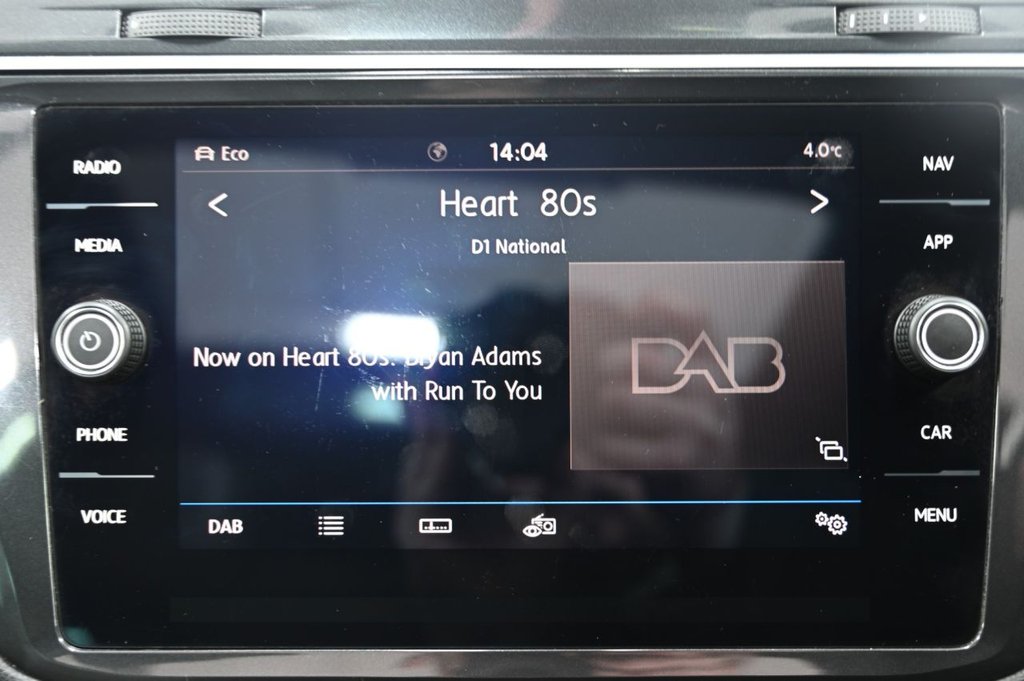 Eco 14:04 4.0°C
RADIO
NAV
< Heart 80s >
MEDIA
D1 National
APP
Now on Heart 80s: Bryan Adams
with Run To You
DAB
PHONE
CAR
VOICE
DAB
MENU